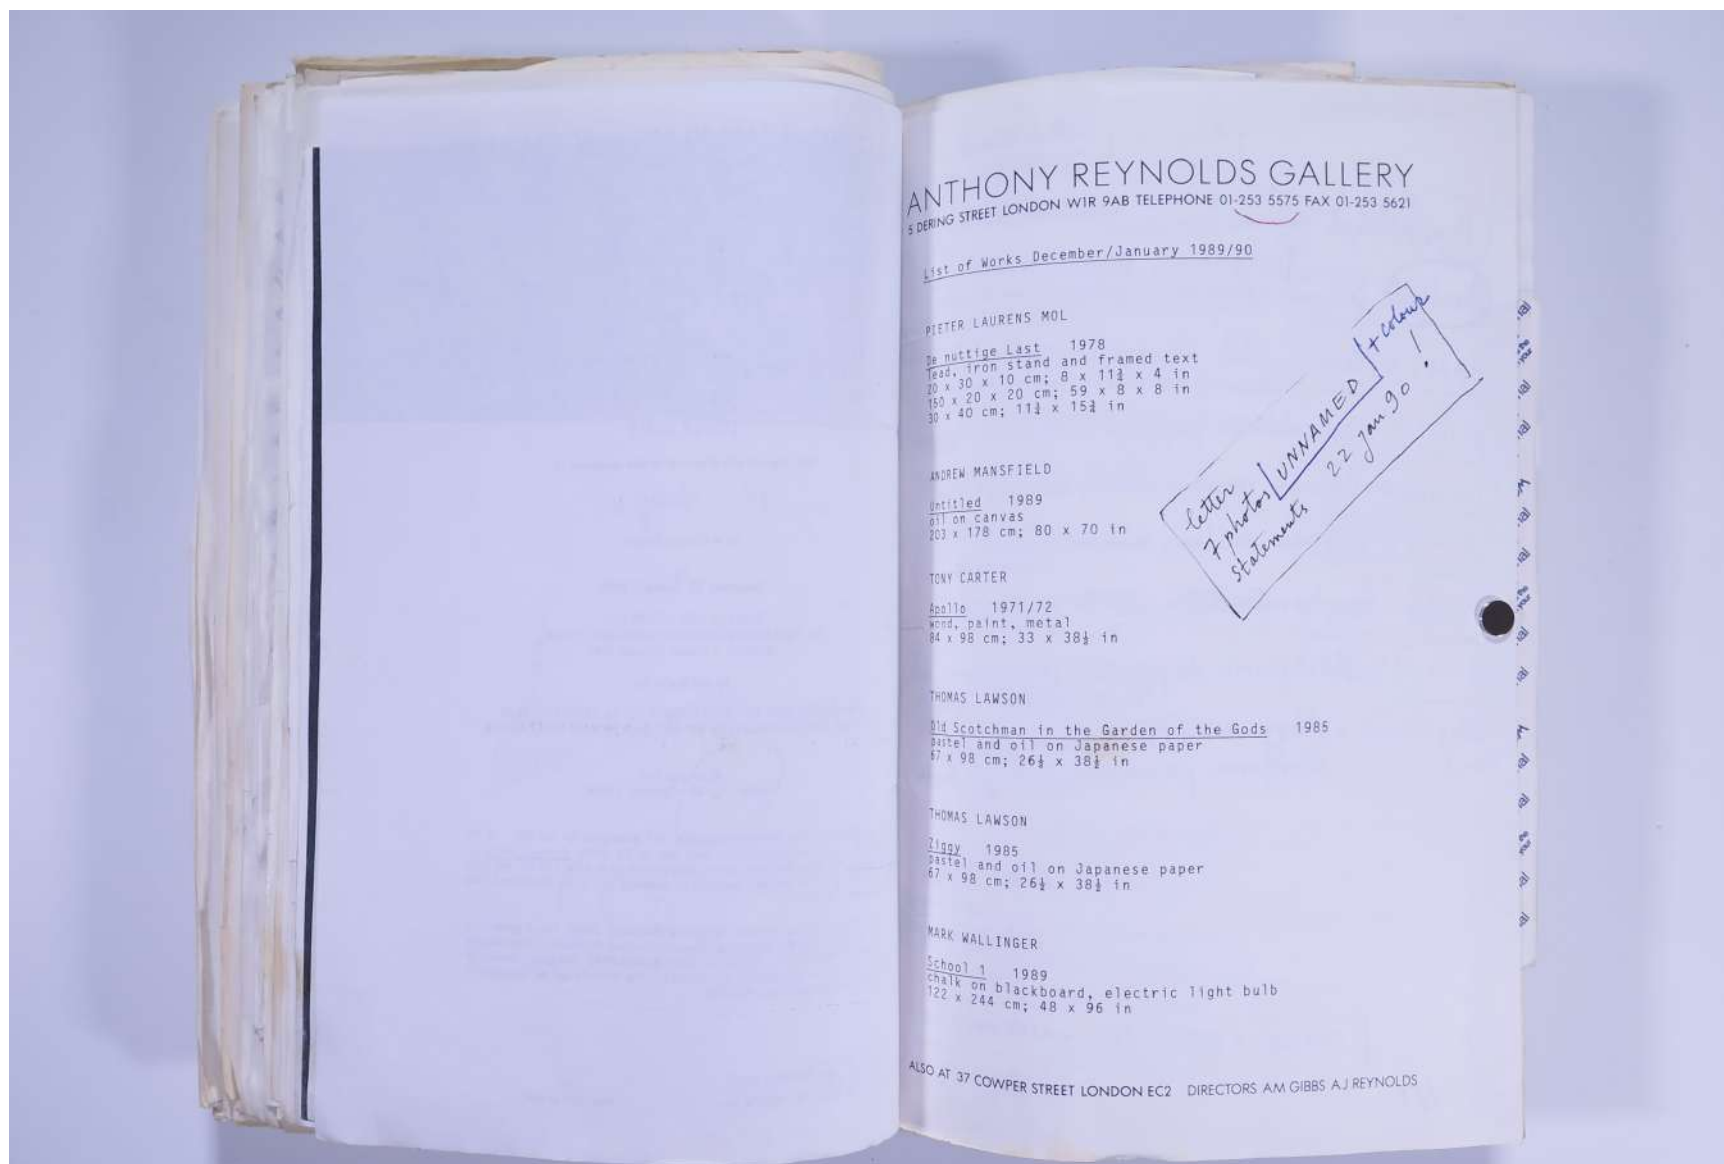 ANTHONY REYNOLDS GALLERY
5 DERING STREET LONDON W1R 9AB TELEPHONE 01-253 5575 FAX 01-253 5621
List of Works December/January 1989/90
PIETER LAURENS MOL
De nuttige Last 1978
lead, iron stand and framed text
20 x 30 x 10 cm; 8 x 11¾ x 4 in
150 x 20 x 20 cm; 59 x 8 x 8 in
30 x 40 cm; 11¾ x 15¾ in
letter
7 photos UNNAMED + colour
statements 22 Jan 90 !
ANDREW MANSFIELD
Untitled 1989
oil on canvas
203 x 178 cm; 80 x 70 in
TONY CARTER
Apollo 1971/72
wood, paint, metal
84 x 98 cm; 33 x 38½ in
THOMAS LAWSON
Old Scotchman in the Garden of the Gods 1985
pastel and oil on Japanese paper
67 x 98 cm; 26½ x 38½ in
THOMAS LAWSON
Ziggy 1985
pastel and oil on Japanese paper
67 x 98 cm; 26½ x 38½ in
MARK WALLINGER
School 1 1989
chalk on blackboard, electric light bulb
122 x 244 cm; 48 x 96 in
ALSO AT 37 COWPER STREET LONDON EC2 DIRECTORS AM GIBBS AJ REYNOLDS